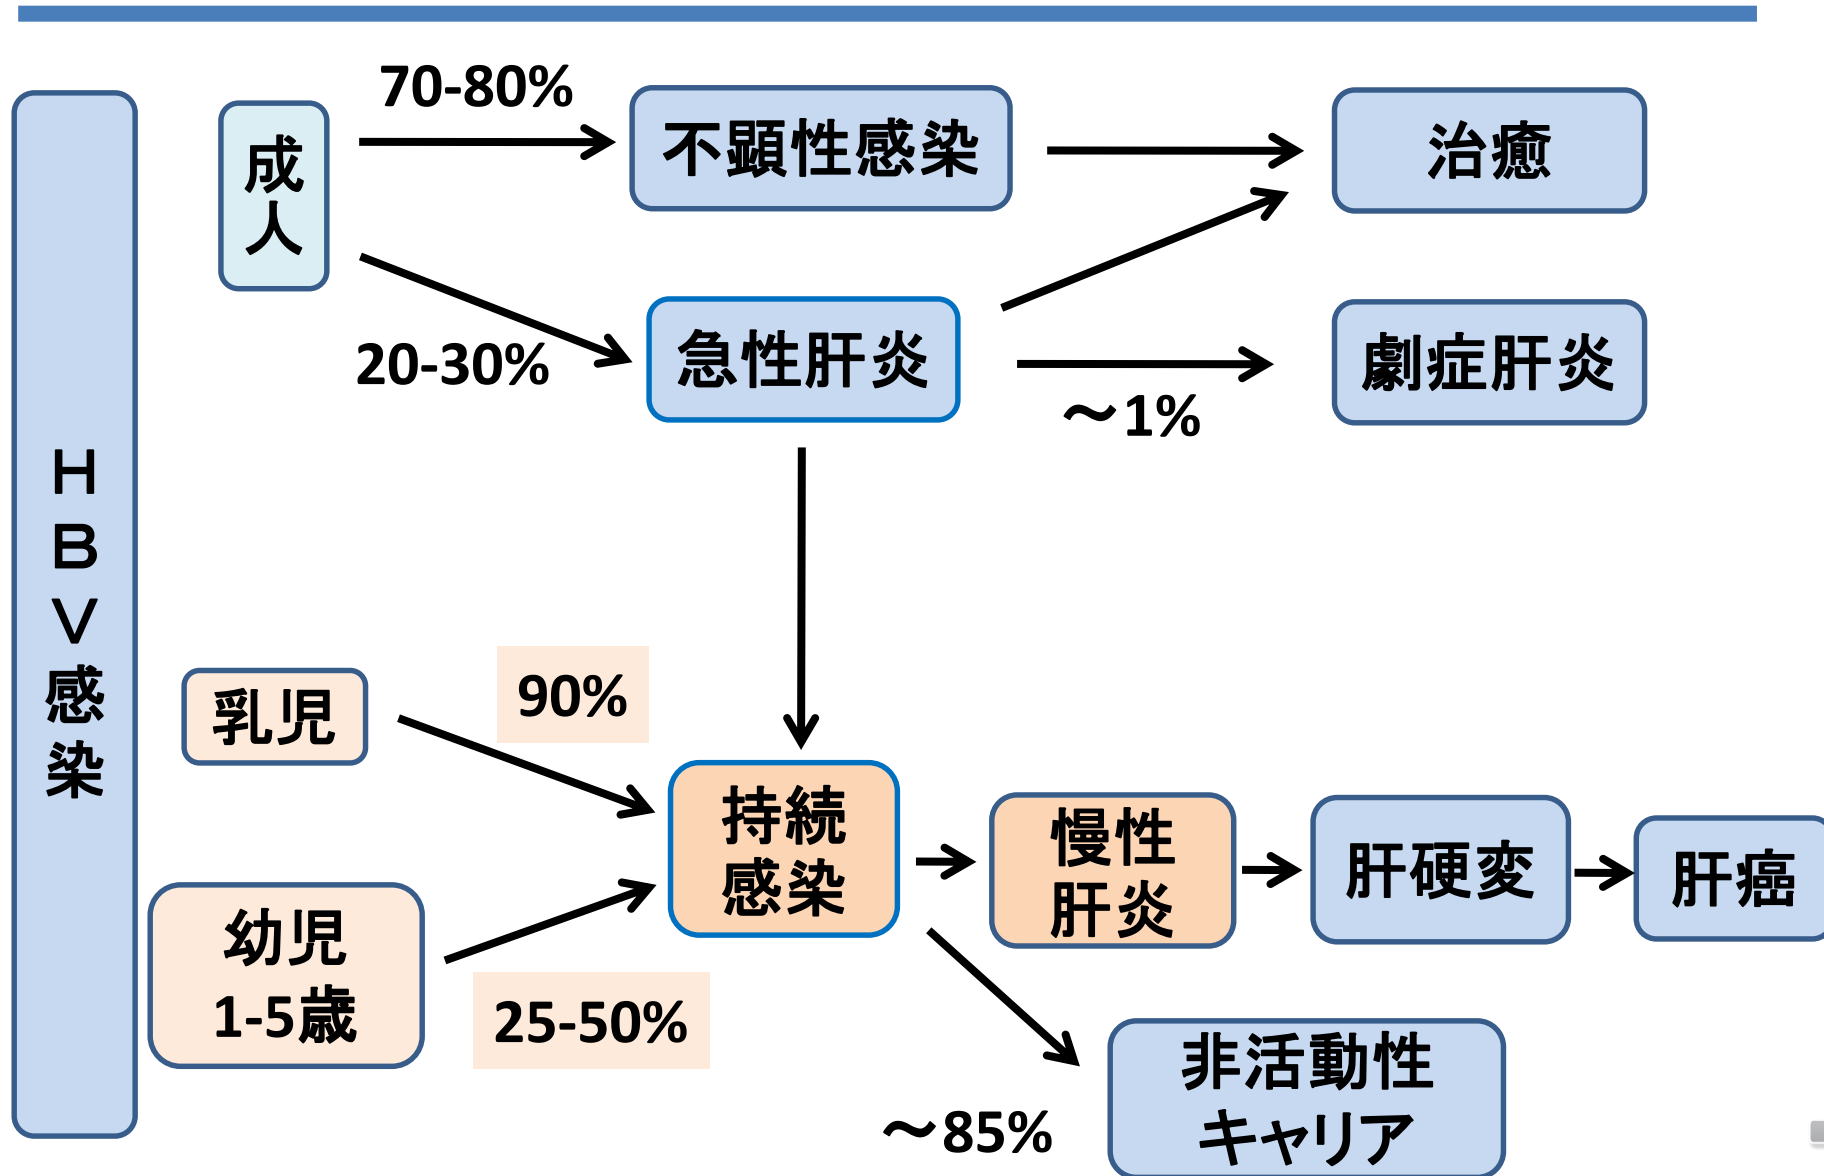 HBV感染
成人
70-80%
不顕性感染
治癒
20-30%
急性肝炎
～1%
劇症肝炎
乳児
90%
幼児
1-5歳
25-50%
持続
感染
慢性
肝炎
肝硬変
肝癌
～85%
非活動性
キャリア